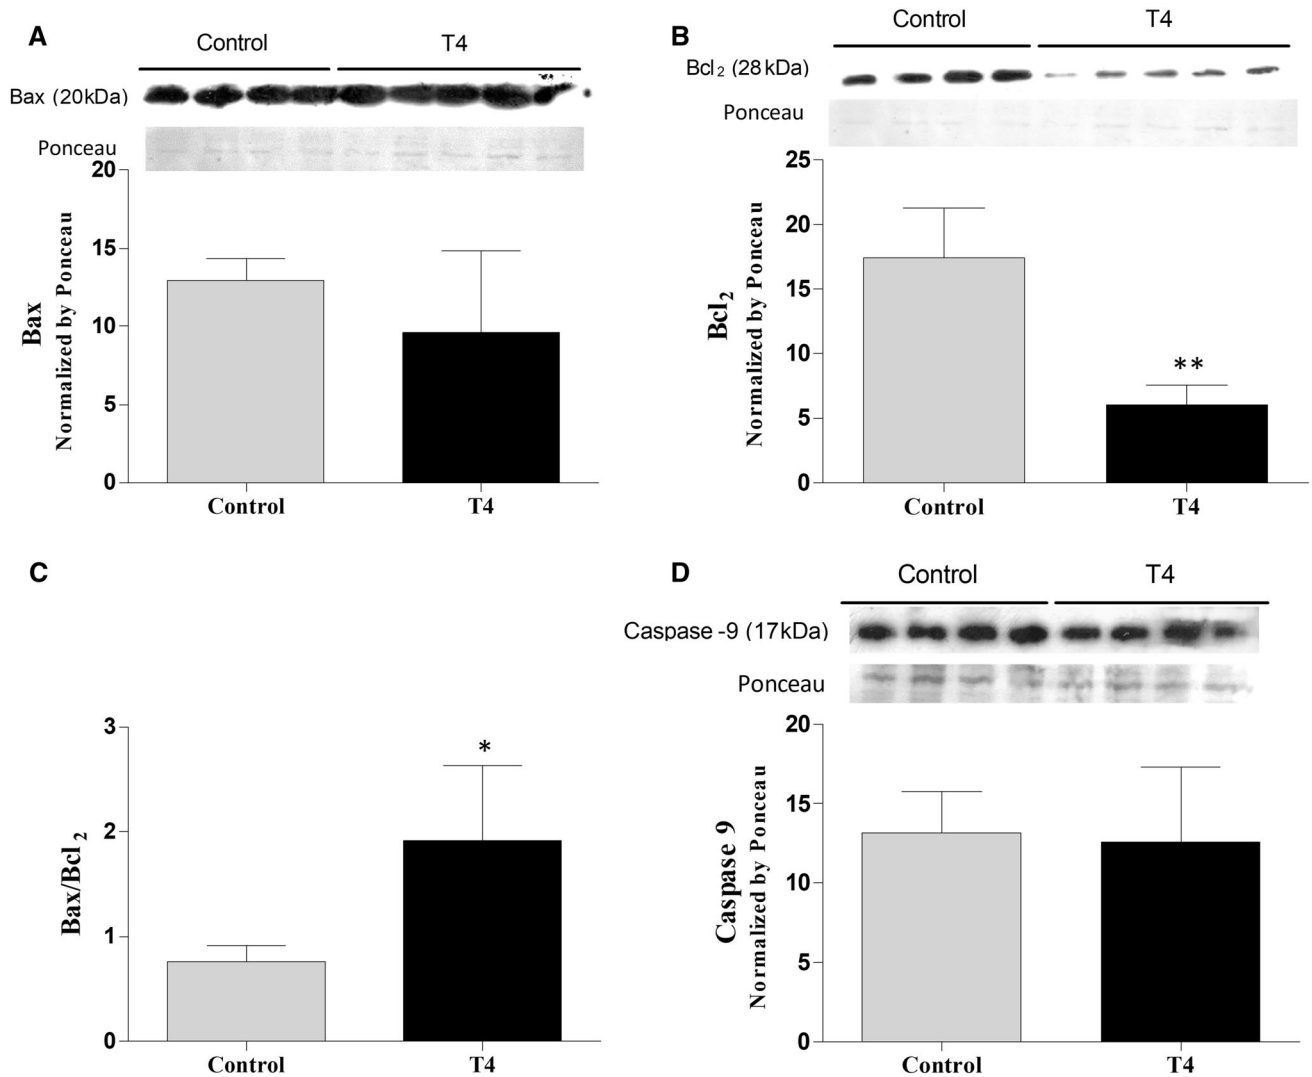 A
Control
T4
Bax (20kDa)
Ponceau
20
15
10
5
0
Bax
Normalized by Ponceau
Control
T4
B
Control
T4
Bcl₂ (28kDa)
Ponceau
25
20
15
10
5
0
Bcl₂
Normalized by Ponceau
**
Control
T4
C
3
2
1
0
Bax/Bcl₂
*
Control
T4
D
Control
T4
Caspase -9 (17kDa)
Ponceau
20
15
10
5
0
Caspase 9
Normalized by Ponceau
Control
T4